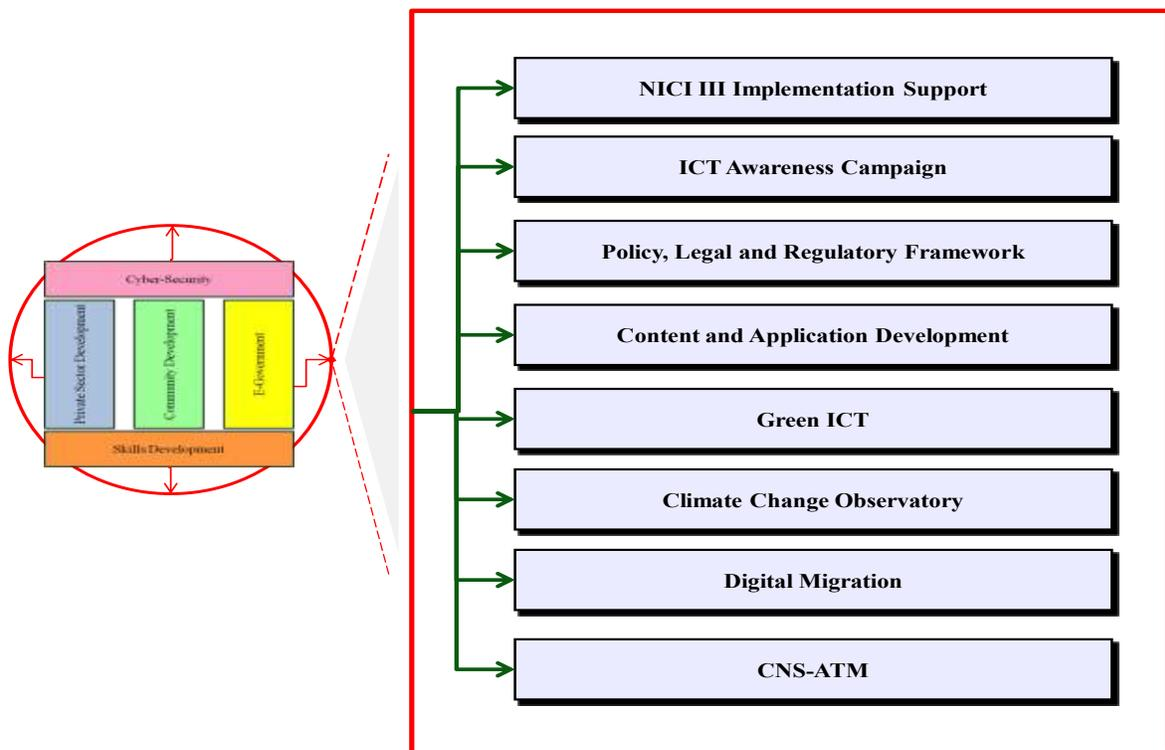 Cyber-Security
Private Sector Development
Community Development
E-Government
Skills Development
NICI III Implementation Support
ICT Awareness Campaign
Policy, Legal and Regulatory Framework
Content and Application Development
Green ICT
Climate Change Observatory
Digital Migration
CNS-ATM